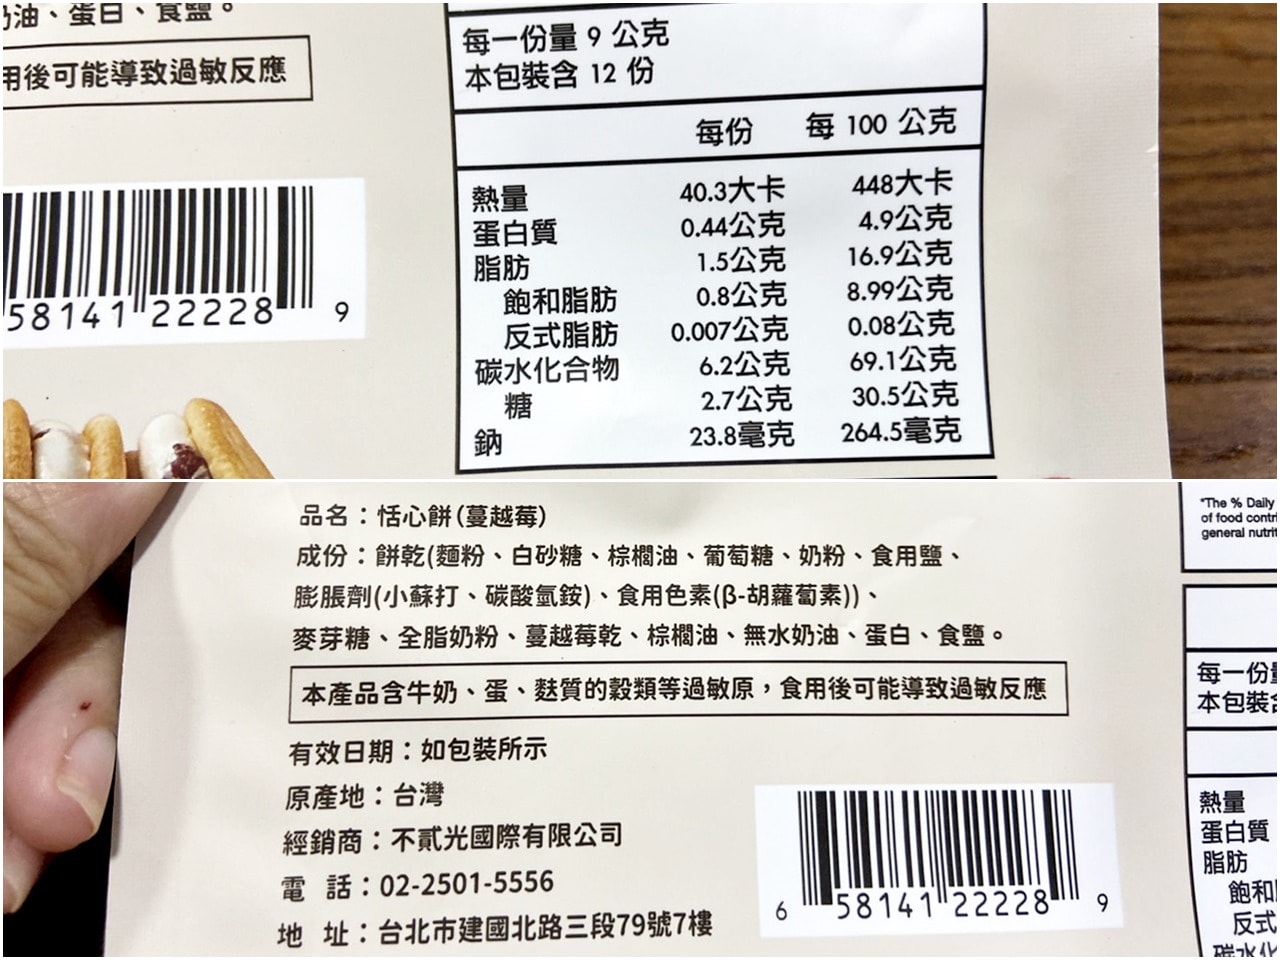 奶油、蛋白、食鹽。
用後可能導致過敏反應
58141 22228 9
每一份量 9 公克
本包裝含 12 份
每份 每 100 公克
熱量 40.3大卡 448大卡
蛋白質 0.44公克 4.9公克
脂肪 1.5公克 16.9公克
飽和脂肪 0.8公克 8.99公克
反式脂肪 0.007公克 0.08公克
碳水化合物 6.2公克 69.1公克
糖 2.7公克 30.5公克
鈉 23.8毫克 264.5毫克
品名：恬心餅(蔓越莓)
成份：餅乾(麵粉、白砂糖、棕櫚油、葡萄糖、奶粉、食用鹽、
膨脹劑(小蘇打、碳酸氫銨)、食用色素(β-胡蘿蔔素))、
麥芽糖、全脂奶粉、蔓越莓乾、棕櫚油、無水奶油、蛋白、食鹽。
本產品含牛奶、蛋、麩質的穀類等過敏原，食用後可能導致過敏反應
有效日期：如包裝所示
原產地：台灣
經銷商：不貳光國際有限公司
電 話：02-2501-5556
地 址：台北市建國北路三段79號7樓
6 58141 22228 9
*The % Daily
of food contri
general nutrit
每一份量
本包裝含
熱量
蛋白質
脂肪
飽和
反式
碳水化